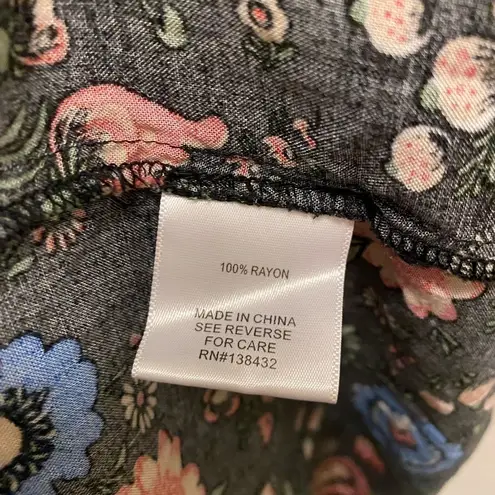 100% RAYON
MADE IN CHINA
SEE REVERSE
FOR CARE
RN#138432